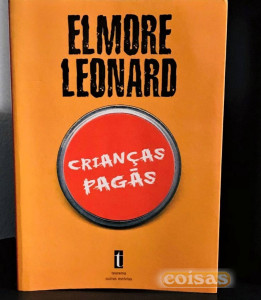 ELMORE
LEONARD
CRIANÇAS
PAGÃS
t
coisas